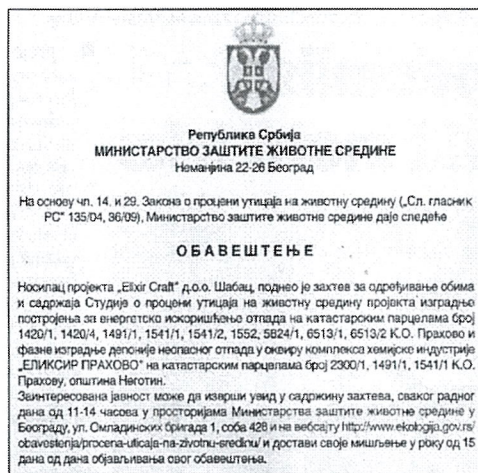 Република Србија
МИНИСТАРСТВО ЗАШТИТЕ ЖИВОТНЕ СРЕДИНЕ
Немањина 22-26 Београд
На основу чл. 14. и 29. Закона о процени утицаја на животну средину („Сл. гласник
РС" 135/04, 36/09), Министарство заштите животне средине даје следеће
ОБАВЕШТЕЊЕ
Носилац пројекта „Elixir Craft" д.о.о. Шабац, поднео је захтев за одређивање обима
и садржаја Студије о процени утицаја на животну средину пројекта изградње
постројења за енергетско искоришћење отпада на катастарским парцелама број
1420/1, 1420/4, 1491/1, 1541/1, 1541/2, 1552, 5824/1, 6513/1, 6513/2 К.О. Прахово и
фазне изградње депоније неопасног отпада у оквиру комплекса хемијске индустрије
„ЕЛИКСИР ПРАХОВО" на катастарским парцелама број 2300/1, 1491/1, 1541/1 К.О.
Прахову, општина Неготин.
Заинтересована јавност може да изврши увид у садржину захтева, сваког радног
дана од 11-14 часова у просторијама Министарства заштите животне средине у
Београду, ул. Омладинских бригада 1, соба 428 и на вебсајту http://www.ekologija.gov.rs/
obavestenja/procena-uticaja-na-zivotnu-sredinu/ и достави своје мишљење у року од 15
дана од дана објављивања овог обавештења.